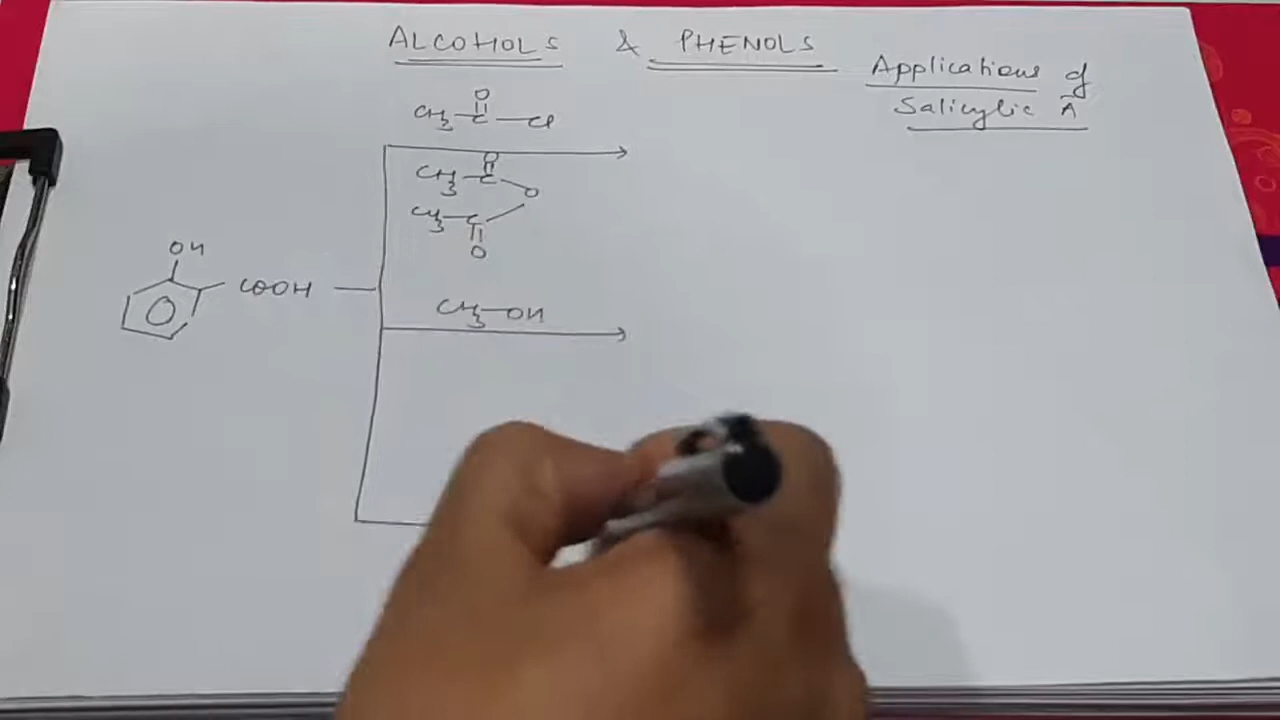 ALCOHOLS & PHENOLS
Applications of
Salicylic A
O
CH3-C-Cl
O
CH3-C
O
CH3-C
O
OH
COOH
CH3-OH